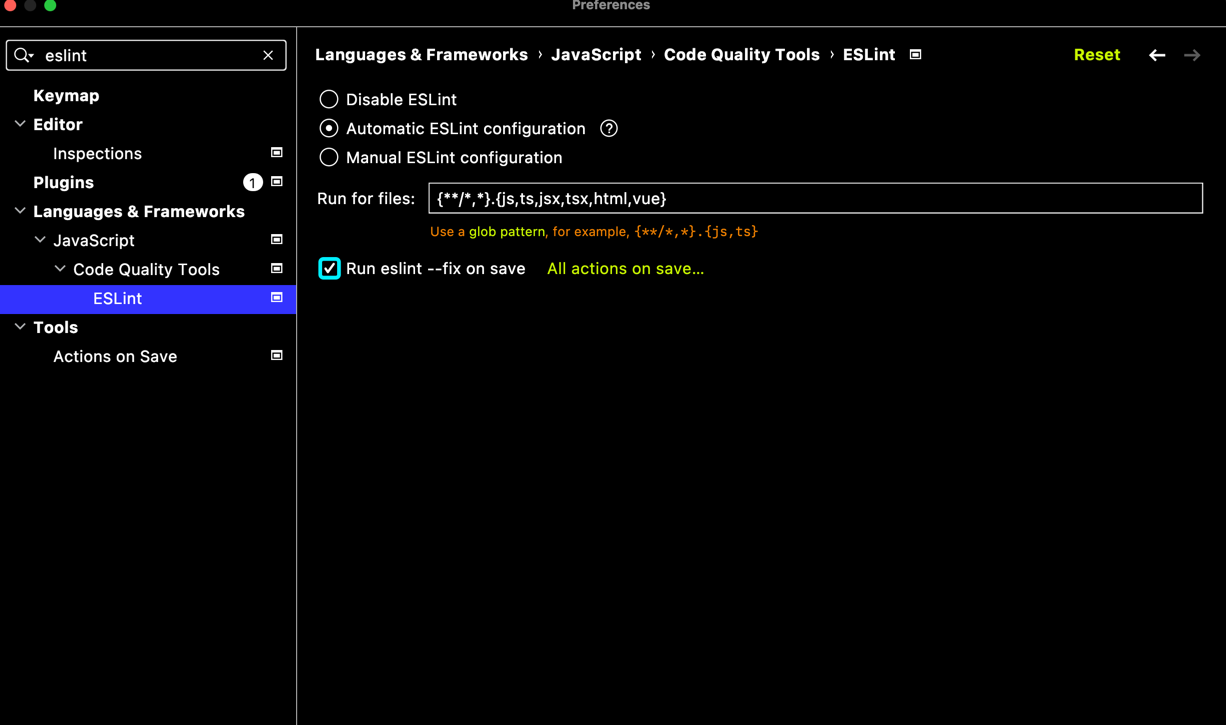 Preferences
eslint
Keymap
Editor
Inspections
Plugins 1
Languages & Frameworks
JavaScript
Code Quality Tools
ESLint
Tools
Actions on Save
Languages & Frameworks › JavaScript › Code Quality Tools › ESLint
Reset
Disable ESLint
Automatic ESLint configuration ?
Manual ESLint configuration
Run for files: {**/*,*}.{js,ts,jsx,tsx,html,vue}
Use a glob pattern, for example, {**/*,*}.{js,ts}
Run eslint --fix on save All actions on save...